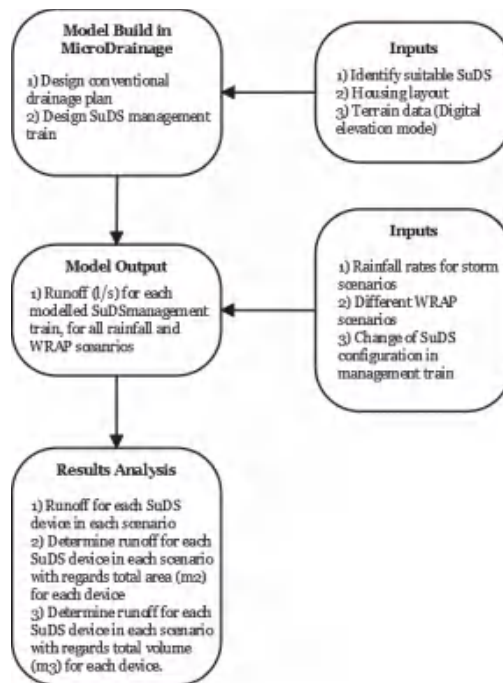 Model Build in
MicroDrainage
1) Design conventional
drainage plan
2) Design SuDS management
train
Inputs
1) Identify suitable SuDS
2) Housing layout
3) Terrain data (Digital
elevation mode)
Model Output
1) Runoff (l/s) for each
modelled SuDSmanagement
train, for all rainfall and
WRAP sceanrios
Inputs
1) Rainfall rates for storm
scenarios
2) Different WRAP
scenarios
3) Change of SuDS
configuration in
management train
Results Analysis
1) Runoff for each SuDS
device in each scenario
2) Determine runoff for each
SuDS device in each scenario
with regards total area (m2)
for each device
3) Determine runoff for each
SuDS device in each scenario
with regards total volume
(m3) for each device.